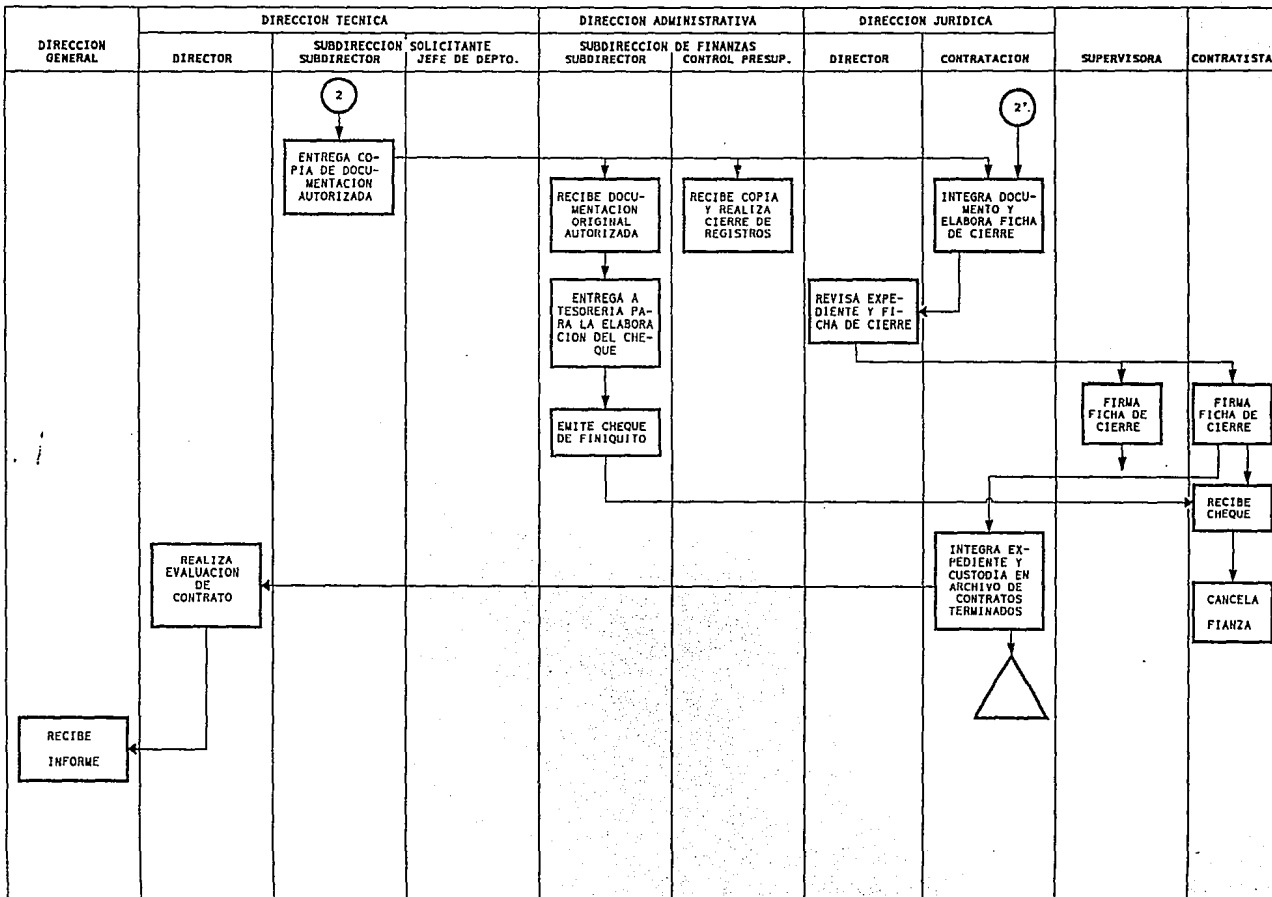 DIRECCION TECNICA
DIRECCION ADMINISTRATIVA
DIRECCION JURIDICA
DIRECCION
GENERAL
DIRECTOR
SUBDIRECCION SOLICITANTE
SUBDIRECTOR
JEFE DE DEPTO.
SUBDIRECCION DE FINANZAS
SUBDIRECTOR
CONTROL PRESUP.
DIRECTOR
CONTRATACION
SUPERVISORA
CONTRATISTA
2
2'.
ENTREGA CO-
PIA DE DOCU-
MENTACION
AUTORIZADA
RECIBE DOCU-
MENTACION
ORIGINAL
AUTORIZADA
RECIBE COPIA
Y REALIZA
CIERRE DE
REGISTROS
INTEGRA DOCU-
MENTO Y
ELABORA FICHA
DE CIERRE
ENTREGA A
TESORERIA PA-
RA LA ELABORA
CION DEL CHE-
QUE
REVISA EXPE-
DIENTE Y FI-
CHA DE CIERRE
EMITE CHEQUE
DE FINIQUITO
FIRMA
FICHA DE
CIERRE
FIRMA
FICHA DE
CIERRE
RECIBE
CHEQUE
REALIZA
EVALUACION
DE
CONTRATO
INTEGRA EX-
PEDIENTE Y
CUSTODIA EN
ARCHIVO DE
CONTRATOS
TERMINADOS
CANCELA
FIANZA
RECIBE
INFORME